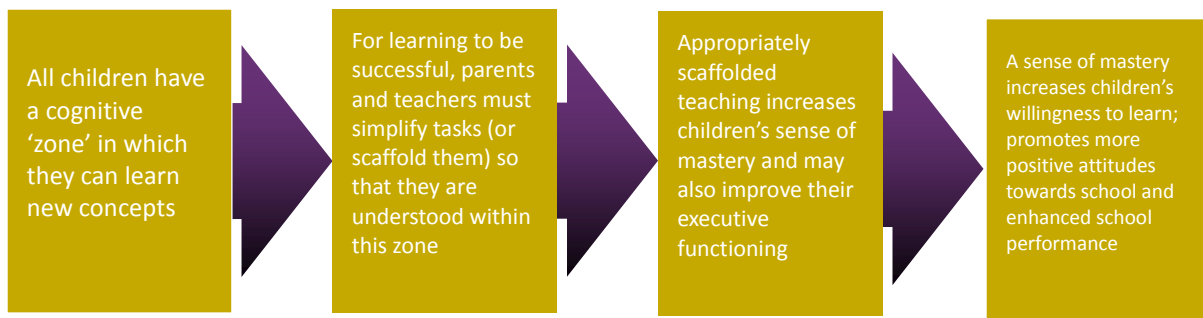 All children have
a cognitive
‘zone’ in which
they can learn
new concepts
For learning to be
successful, parents
and teachers must
simplify tasks (or
scaffold them) so
that they are
understood within
this zone
Appropriately
scaffolded
teaching increases
children’s sense of
mastery and may
also improve their
executive
functioning
A sense of mastery
increases children’s
willingness to learn;
promotes more
positive attitudes
towards school and
enhanced school
performance